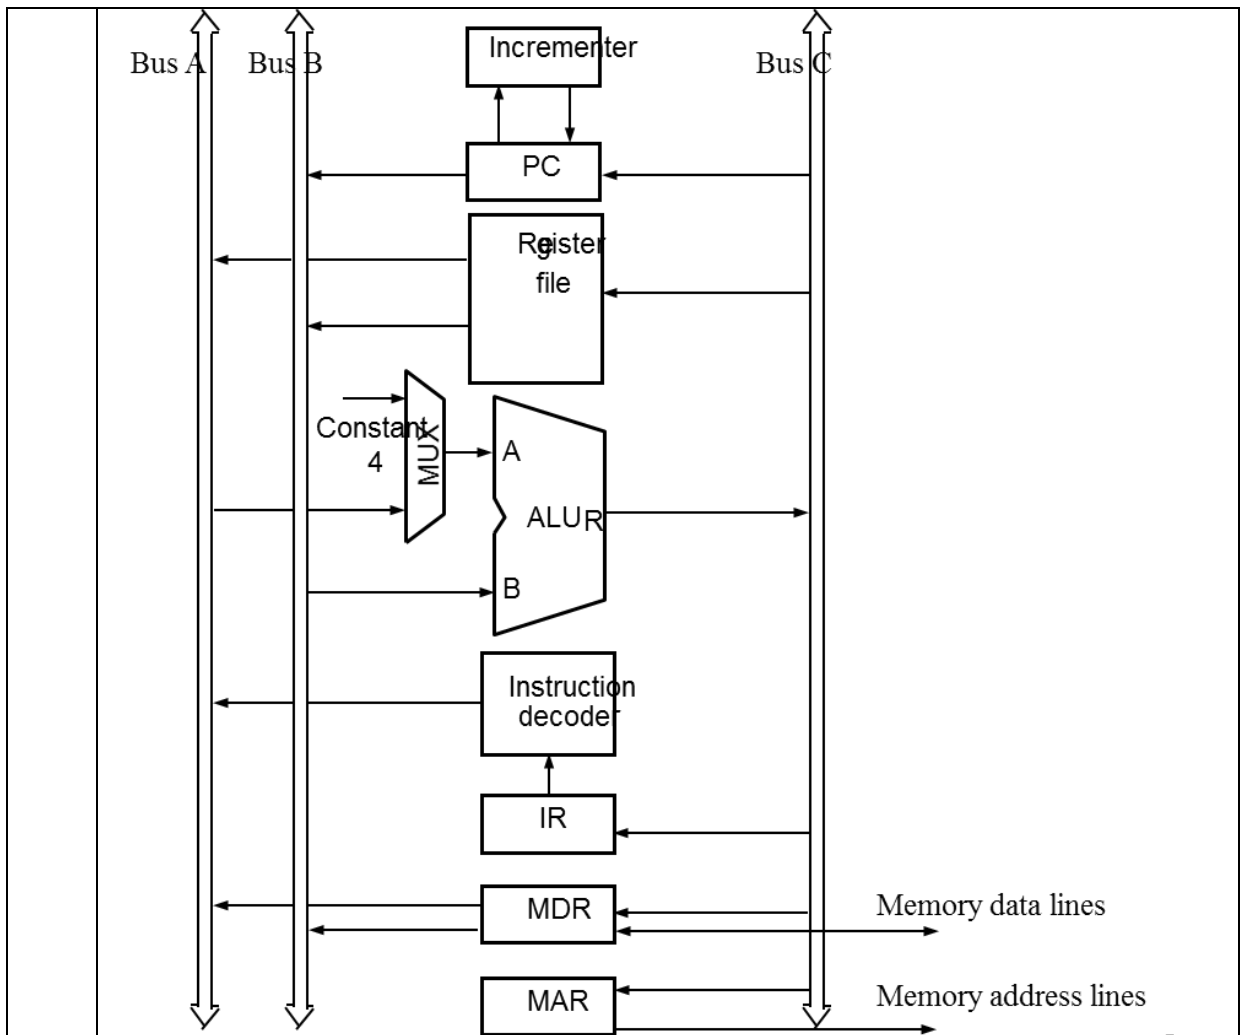 Bus A
Bus B
Incrementer
Bus C
PC
Register
file
Constant
4
MUX
A
ALU
R
B
Instruction
decoder
IR
MDR
Memory data lines
MAR
Memory address lines